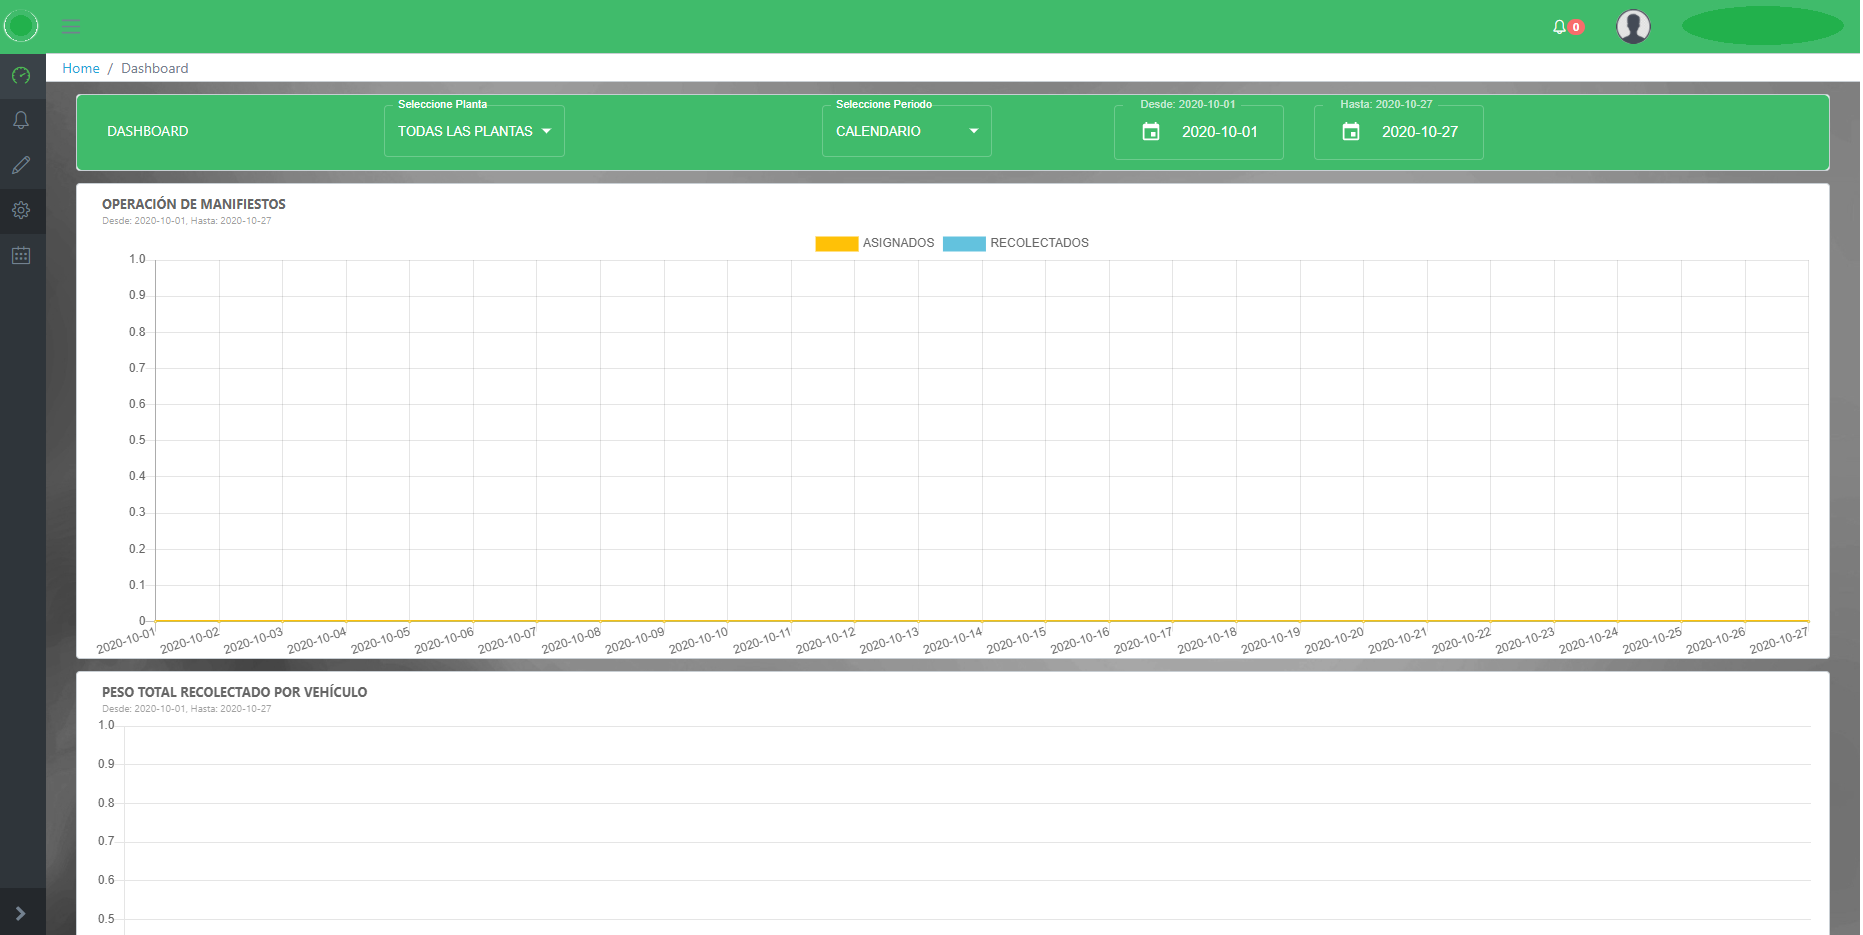 0
Home / Dashboard
DASHBOARD
Seleccione Planta
TODAS LAS PLANTAS
Seleccione Periodo
CALENDARIO
Desde: 2020-10-01
2020-10-01
Hasta: 2020-10-27
2020-10-27
OPERACIÓN DE MANIFIESTOS
Desde: 2020-10-01, Hasta: 2020-10-27
ASIGNADOS RECOLECTADOS
1.0
0.9
0.8
0.7
0.6
0.5
0.4
0.3
0.2
0.1
0
2020-10-01 2020-10-02 2020-10-03 2020-10-04 2020-10-05 2020-10-06 2020-10-07 2020-10-08 2020-10-09 2020-10-10 2020-10-11 2020-10-12 2020-10-13 2020-10-14 2020-10-15 2020-10-16 2020-10-17 2020-10-18 2020-10-19 2020-10-20 2020-10-21 2020-10-22 2020-10-23 2020-10-24 2020-10-25 2020-10-26 2020-10-27
PESO TOTAL RECOLECTADO POR VEHÍCULO
Desde: 2020-10-01, Hasta: 2020-10-27
1.0
0.9
0.8
0.7
0.6
0.5